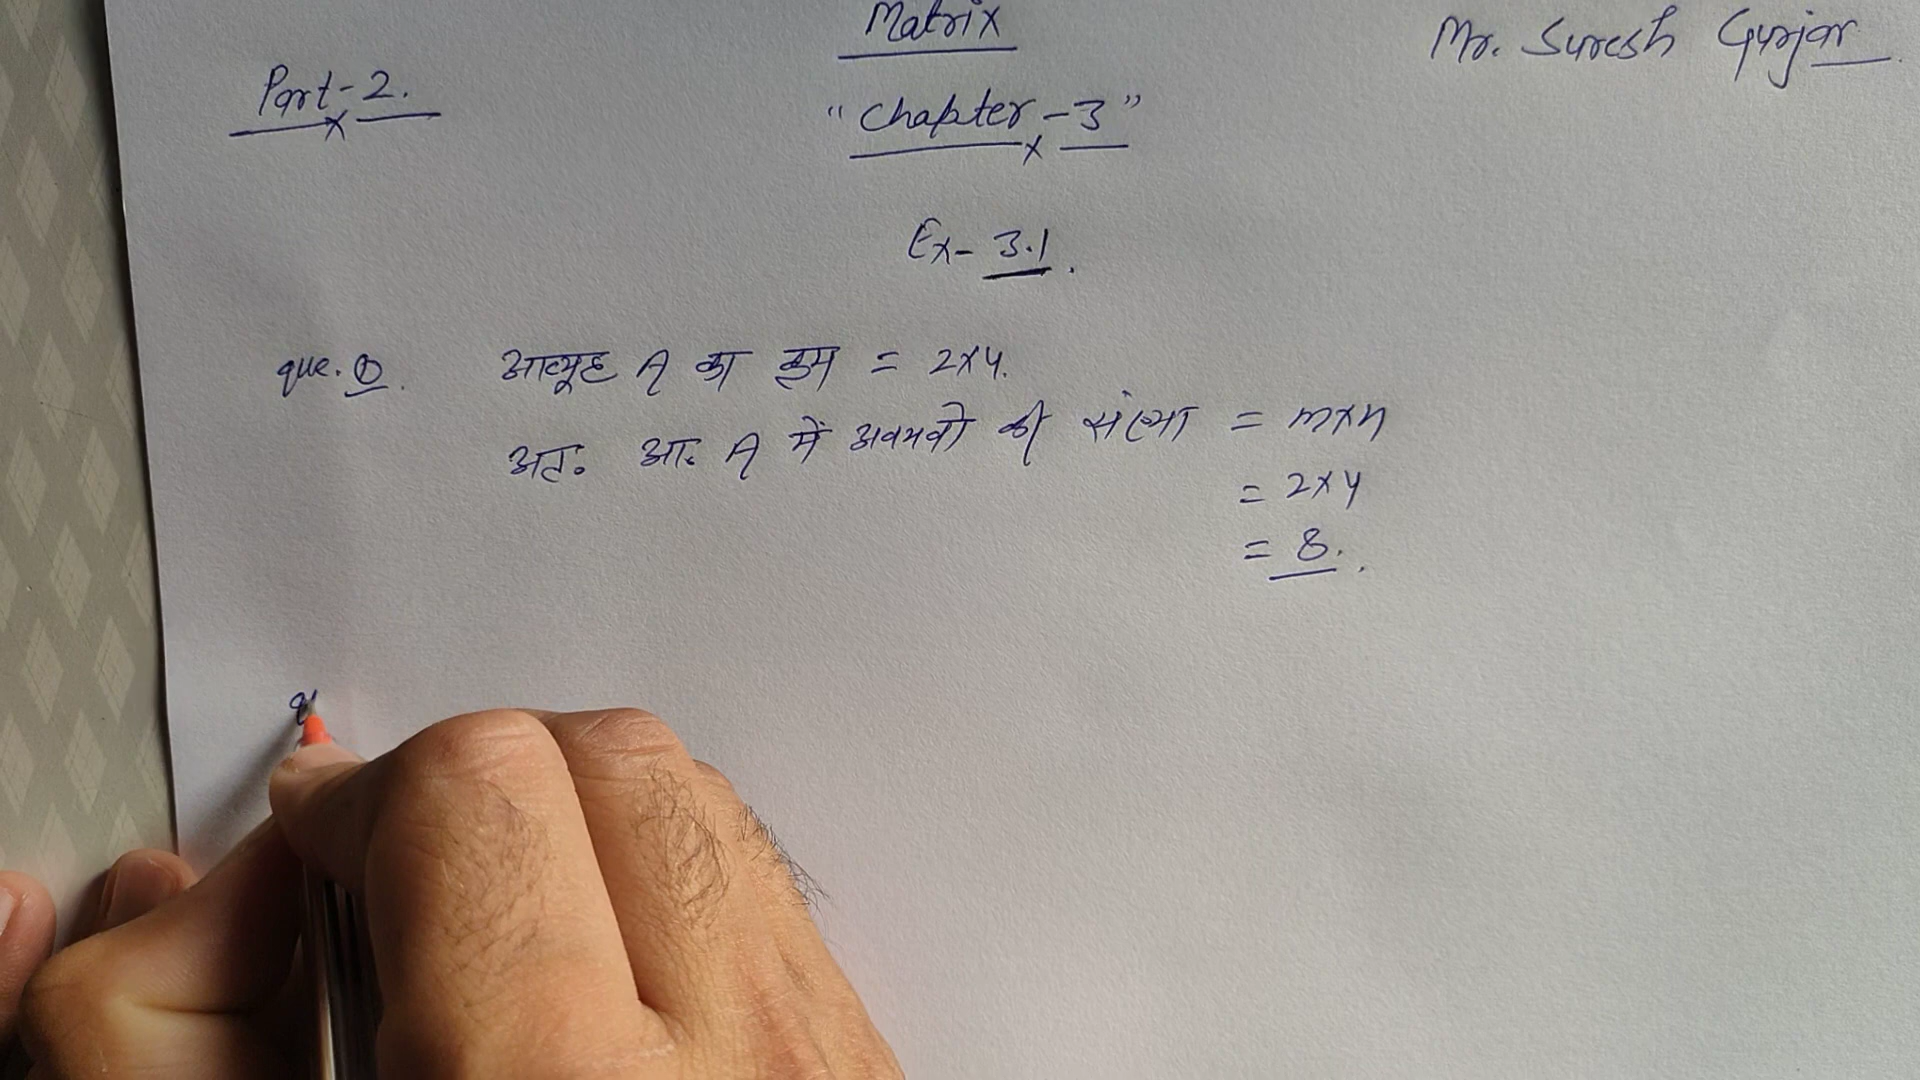 Matrix
Mr. Suresh Gurjar
Part-2.
"Chapter-3"
Ex- 3.1.
que. ①. आव्यूह A का क्रम = 2×4.
अतः आ. A में अवयवो की संख्या = m×n
= 2×4
= 8.